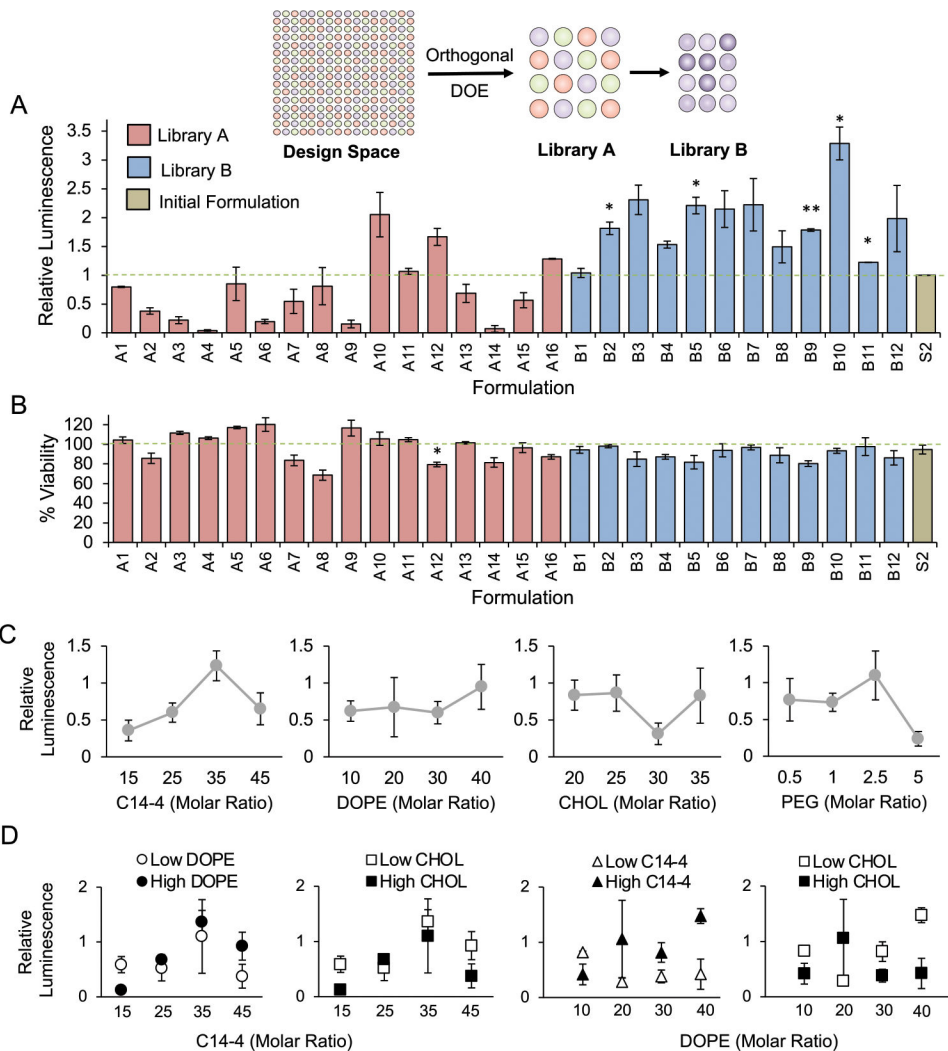 Orthogonal
DOE
Design Space
Library A
Library B
A
Library A
Library B
Initial Formulation
Relative Luminescence
3.5
3
2.5
2
1.5
1
0.5
0
* * ** * *
A1 A2 A3 A4 A5 A6 A7 A8 A9 A10 A11 A12 A13 A14 A15 A16 B1 B2 B3 B4 B5 B6 B7 B8 B9 B10 B11 B12 S2
Formulation
B
% Viability
120
100
80
60
40
20
0
*
A1 A2 A3 A4 A5 A6 A7 A8 A9 A10 A11 A12 A13 A14 A15 A16 B1 B2 B3 B4 B5 B6 B7 B8 B9 B10 B11 B12 S2
Formulation
C
Relative
Luminescence
1.5
1
0.5
0
15 25 35 45
C14-4 (Molar Ratio)
1.5
1
0.5
0
10 20 30 40
DOPE (Molar Ratio)
1.5
1
0.5
0
20 25 30 35
CHOL (Molar Ratio)
1.5
1
0.5
0
0.5 1 2.5 5
PEG (Molar Ratio)
D
Relative
Luminescence
Low DOPE
High DOPE
2
1
0
15 25 35 45
Low CHOL
High CHOL
2
1
0
15 25 35 45
C14-4 (Molar Ratio)
Low C14-4
High C14-4
2
1
0
10 20 30 40
Low CHOL
High CHOL
2
1
0
10 20 30 40
DOPE (Molar Ratio)